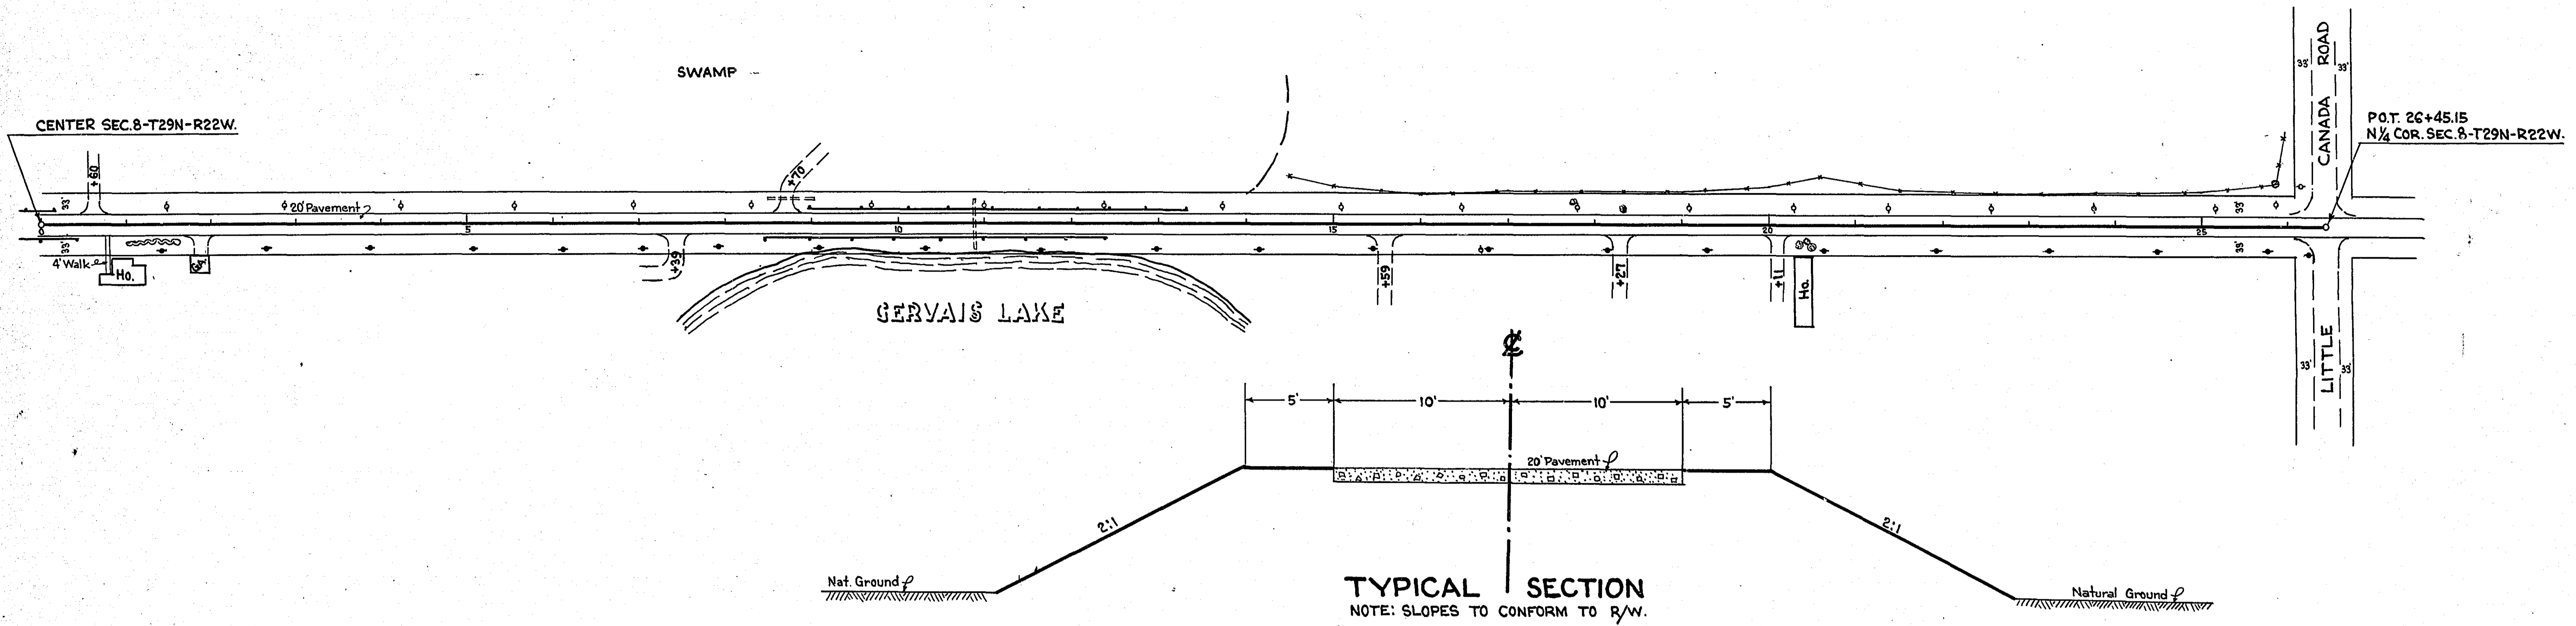 SWAMP
CENTER SEC.8-T29N-R22W.
CANADA ROAD
33'
33'
P.O.T. 26+45.15
N¼ COR. SEC.8-T29N-R22W.
+60
+70
33'
20' Pavement
33'
5
10
15
20
25
33'
33'
4' Walk
Ho.
+39
+59
+27
+11
Ho.
GERVAIS LAKE
LITTLE
33'
33'
℄
5'
10'
10'
5'
20' Pavement
2:1
2:1
Nat. Ground
Natural Ground
TYPICAL SECTION
NOTE: SLOPES TO CONFORM TO R/W.